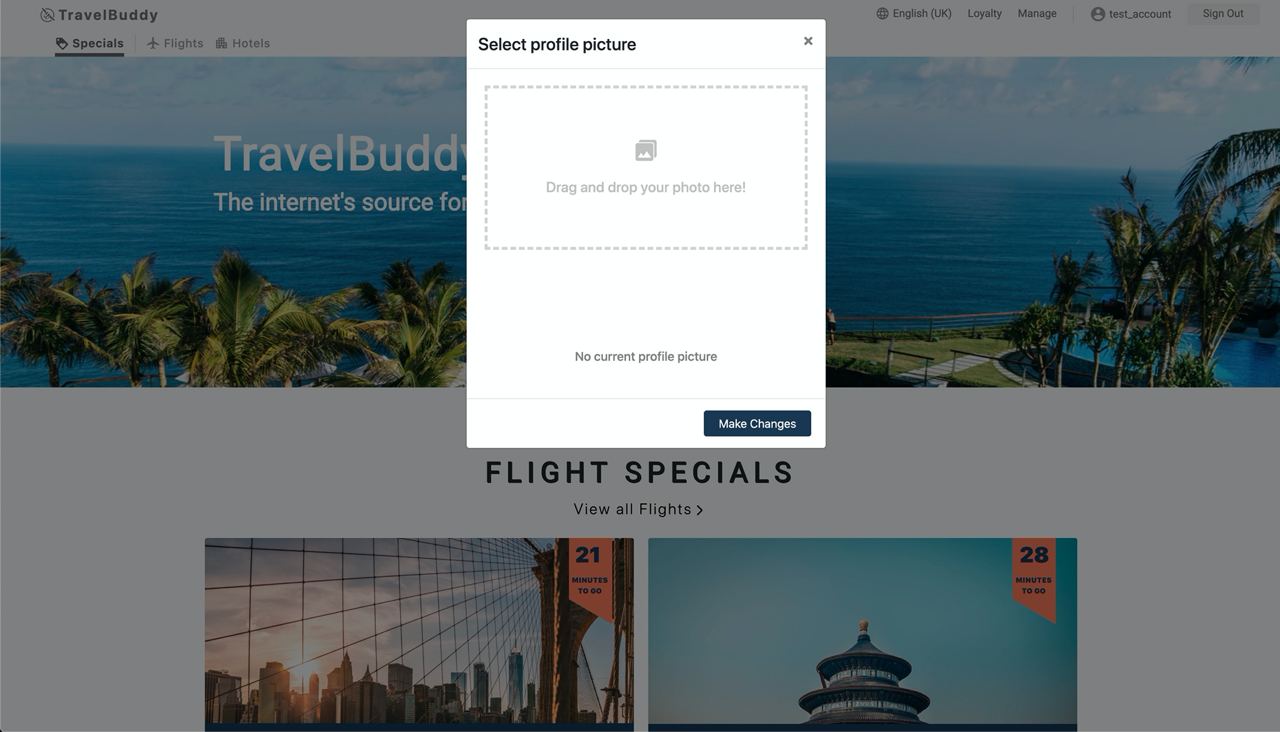 TravelBuddy
English (UK)
Loyalty
Manage
test_account
Sign Out
Specials
Flights
Hotels
TravelBuddy
The internet's source for
Select profile picture
×
Drag and drop your photo here!
No current profile picture
Make Changes
FLIGHT SPECIALS
View all Flights
21
MINUTES
TO GO
28
MINUTES
TO GO